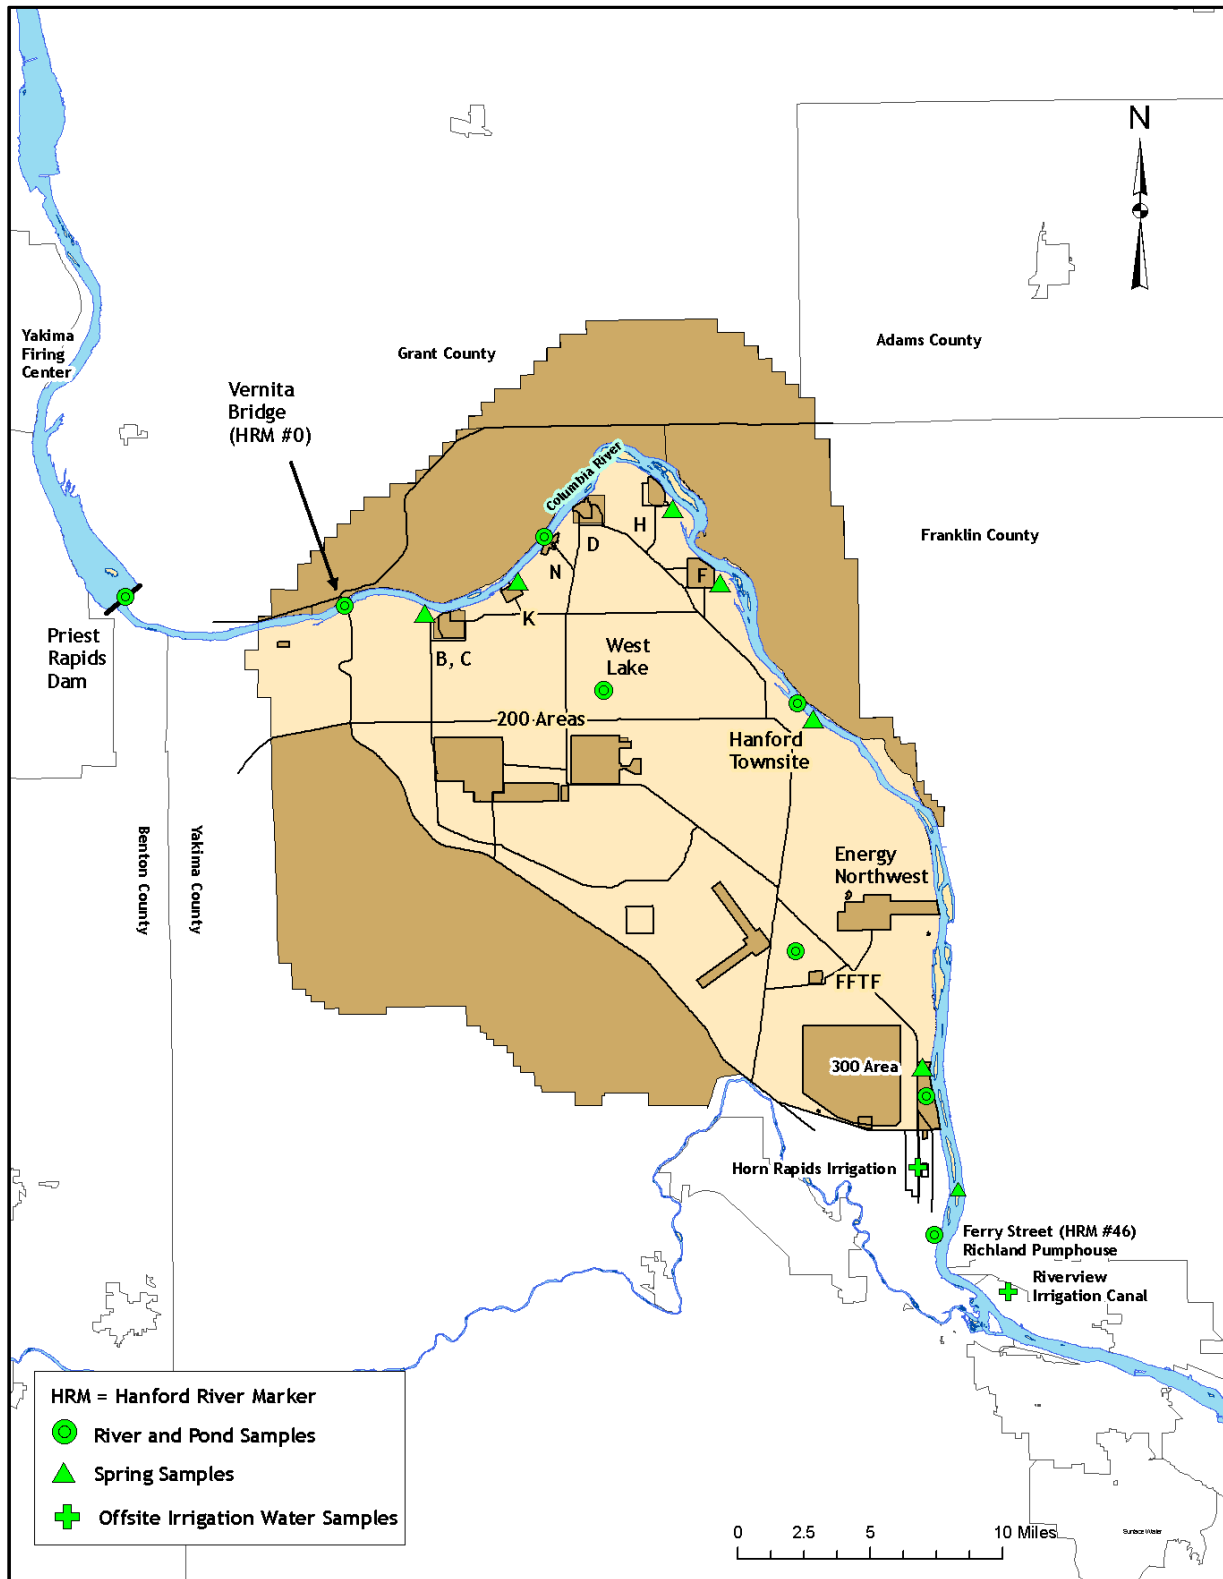 N
Adams County
Grant County
Yakima
Firing
Center
Vernita
Bridge
(HRM #0)
Columbia River
Franklin County
H
D
N
F
K
B, C
Priest
Rapids
Dam
West
Lake
200 Areas
Hanford
Townsite
Benton County
Yakima County
Energy
Northwest
FFTF
300 Area
Horn Rapids Irrigation
Ferry Street (HRM #46)
Richland Pumphouse
Riverview
Irrigation Canal
HRM = Hanford River Marker
River and Pond Samples
Spring Samples
Offsite Irrigation Water Samples
0 2.5 5 10 Miles
Surface Water